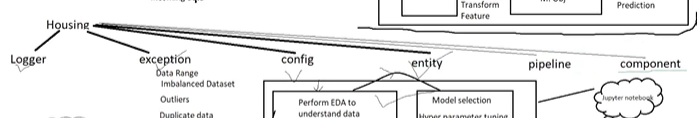 Transform
Feature
Prediction
Housing
Logger
exception
config
entity
pipeline
component
Data Range
Imbalanced Dataset
Outliers
Duplicate data
Perform EDA to
understand data
Model selection
Hyper parameter tuning
Jupyter notebook